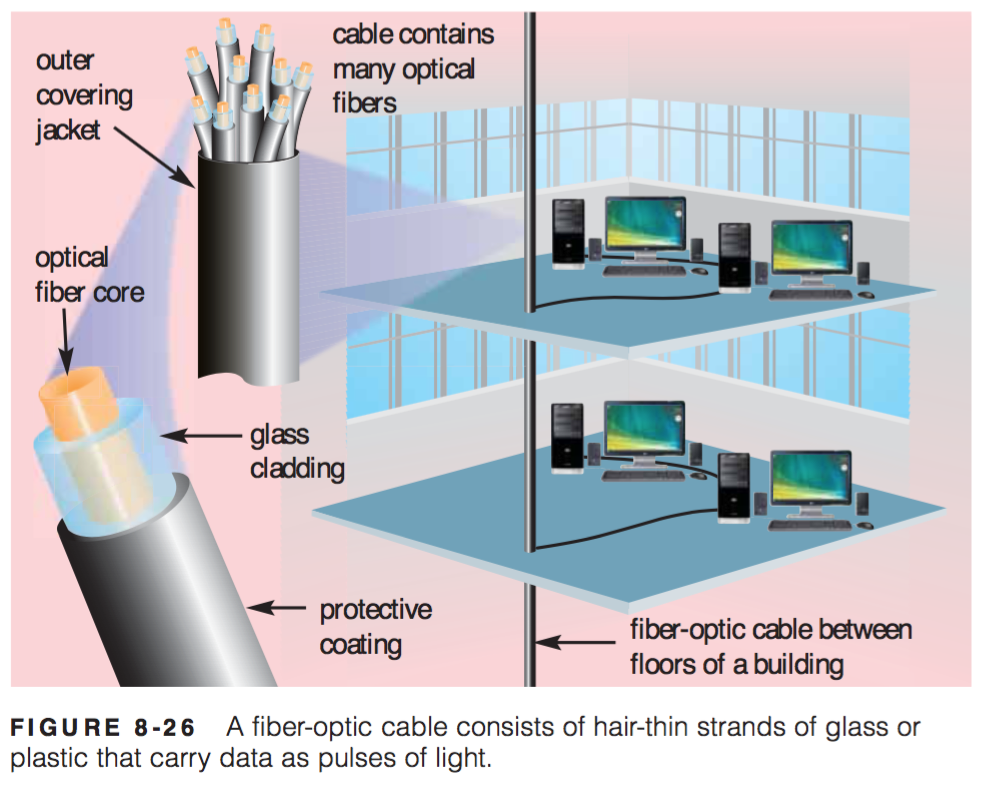 outer
covering
jacket
cable contains
many optical
fibers
optical
fiber core
glass
cladding
protective
coating
fiber-optic cable between
floors of a building
FIGURE 8-26 A fiber-optic cable consists of hair-thin strands of glass or
plastic that carry data as pulses of light.